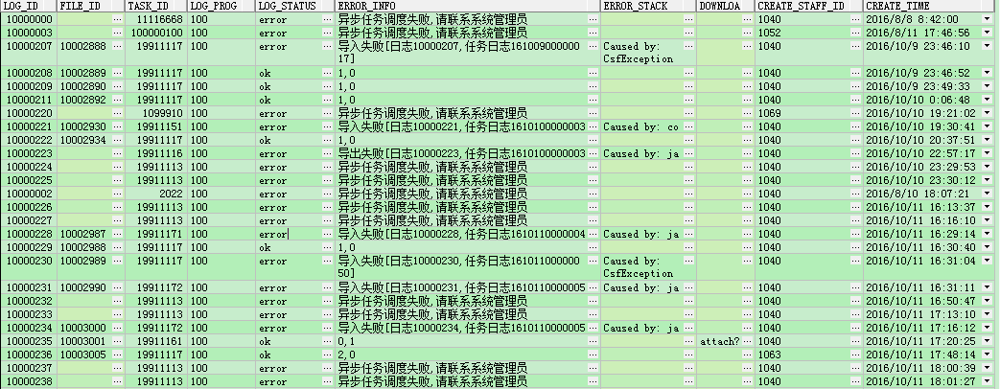 LOG_ID FILE_ID TASK_ID LOG_PROG LOG_STATUS ERROR_INFO ERROR_STACK DOWNLOA CREATE_STAFF_ID CREATE_TIME
10000000 11116668 100 error 异步任务调度失败,请联系系统管理员 1040 2016/8/8 8:42:00
10000003 100000100 100 error 异步任务调度失败,请联系系统管理员 1052 2016/8/11 17:46:56
10000207 10002888 19911117 100 error 导入失败[日志10000207,任务日志161009000000 Caused by: 1040 2016/10/9 23:46:10
17] CsfException
10000208 10002889 19911117 100 ok 1,0 1040 2016/10/9 23:46:52
10000209 10002890 19911117 100 ok 1,0 1040 2016/10/9 23:49:33
10000211 10002892 19911117 100 ok 1,0 1040 2016/10/10 0:06:48
10000220 1099910 100 error 异步任务调度失败,请联系系统管理员 1069 2016/10/10 19:21:02
10000221 10002930 19911151 100 error 导入失败[日志10000221,任务日志1610100000003 Caused by: co 1040 2016/10/10 19:30:41
10000222 10002934 19911117 100 ok 1,0 1040 2016/10/10 20:37:51
10000223 19911116 100 error 导出失败[日志10000223,任务日志1610100000003 Caused by: ja 1040 2016/10/10 22:57:17
10000224 19911113 100 error 异步任务调度失败,请联系系统管理员 1040 2016/10/10 23:29:53
10000225 19911113 100 error 异步任务调度失败,请联系系统管理员 1040 2016/10/10 23:30:12
10000002 2022 100 error 异步任务调度失败,请联系系统管理员 1040 2016/8/10 18:07:21
10000226 19911113 100 error 异步任务调度失败,请联系系统管理员 1040 2016/10/11 16:13:37
10000227 19911113 100 error 异步任务调度失败,请联系系统管理员 1040 2016/10/11 16:16:10
10000228 10002987 19911171 100 error 导入失败[日志10000228,任务日志1610110000004 Caused by: ja 1040 2016/10/11 16:29:14
10000229 10002988 19911117 100 ok 1,0 1040 2016/10/11 16:30:40
10000230 10002989 19911117 100 error 导入失败[日志10000230,任务日志161011000000 Caused by: 1040 2016/10/11 16:31:04
50] CsfException
10000231 10002990 19911172 100 error 导入失败[日志10000231,任务日志1610110000005 Caused by: ja 1040 2016/10/11 16:31:11
10000232 19911113 100 error 异步任务调度失败,请联系系统管理员 1040 2016/10/11 16:50:47
10000233 19911113 100 error 异步任务调度失败,请联系系统管理员 1040 2016/10/11 17:13:10
10000234 10003000 19911172 100 error 导入失败[日志10000234,任务日志1610110000005 Caused by: ja 1040 2016/10/11 17:16:12
10000235 10003001 19911161 100 ok 0,1 attach? 1040 2016/10/11 17:20:25
10000236 10003005 19911117 100 ok 2,0 1063 2016/10/11 17:48:14
10000237 19911113 100 error 异步任务调度失败,请联系系统管理员 1040 2016/10/11 18:00:39
10000238 19911113 100 error 异步任务调度失败,请联系系统管理员 1040 2016/10/11 18:01:27